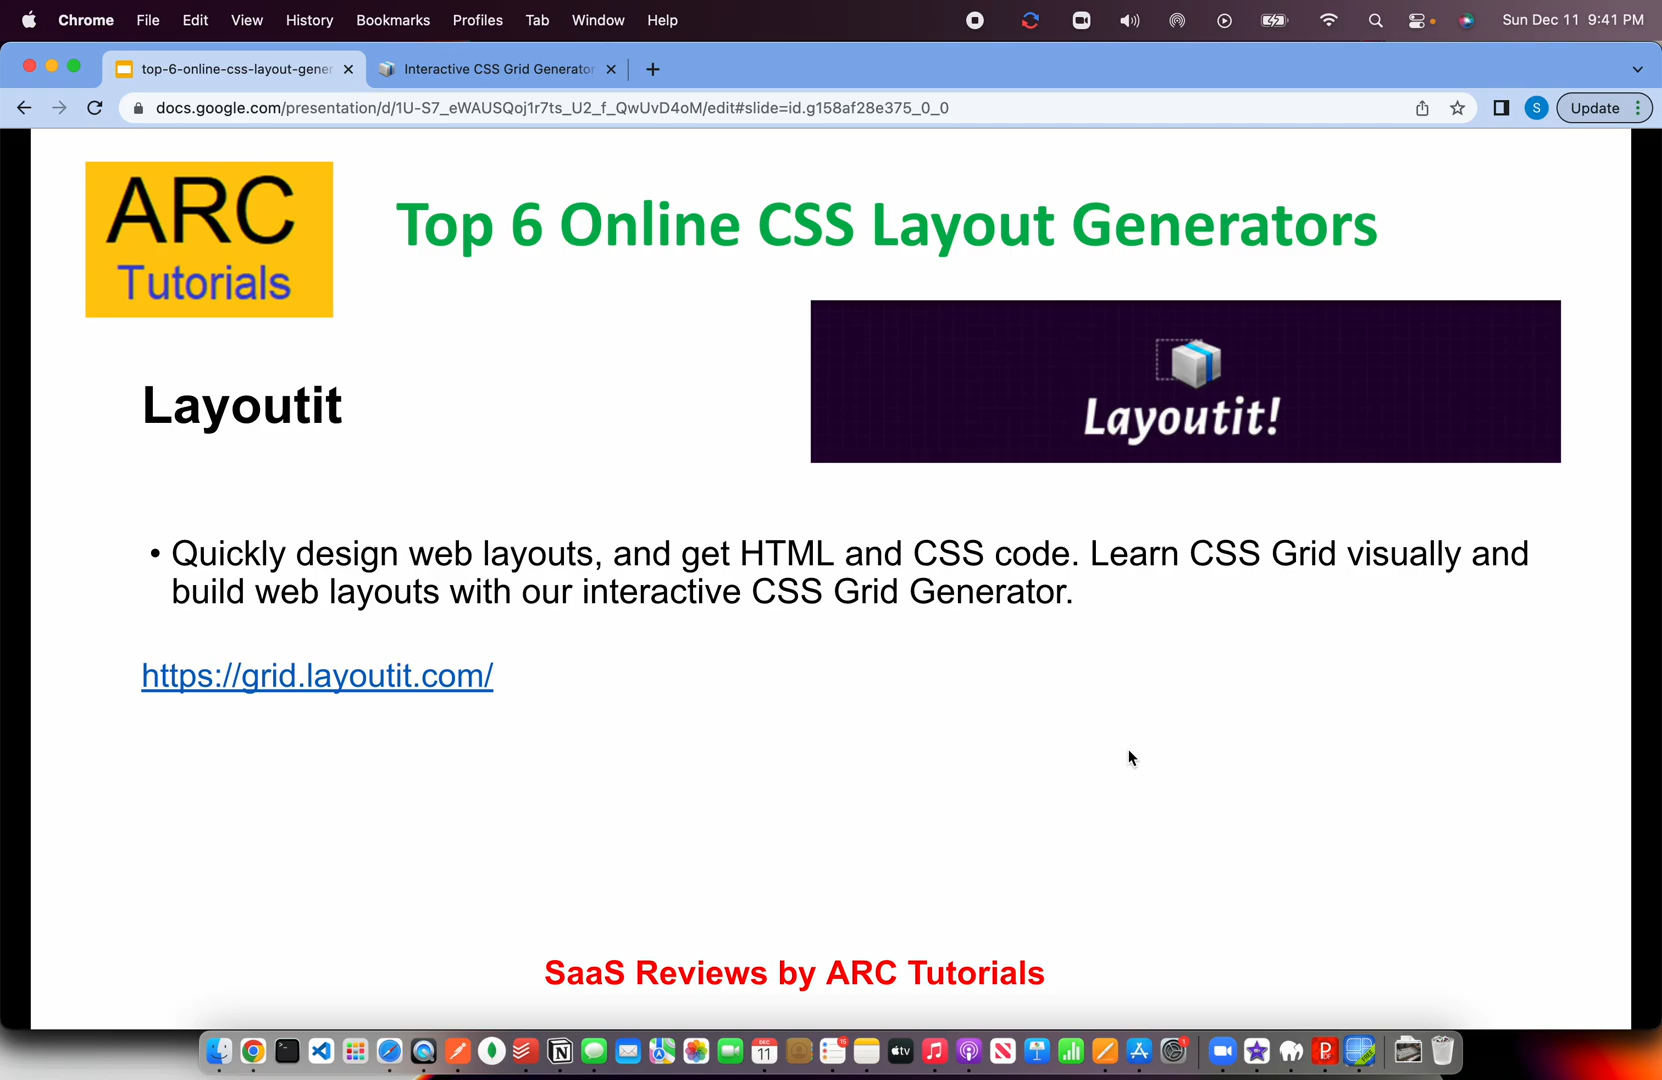 Chrome File Edit View History Bookmarks Profiles Tab Window Help Sun Dec 11 9:41 PM
top-6-online-css-layout-gener Interactive CSS Grid Generator
docs.google.com/presentation/d/1U-S7_eWAUSQoj1r7ts_U2_f_QwUvD4oM/edit#slide=id.g158af28e375_0_0 S Update
ARC
Tutorials
Top 6 Online CSS Layout Generators
Layoutit!
Layoutit
• Quickly design web layouts, and get HTML and CSS code. Learn CSS Grid visually and
build web layouts with our interactive CSS Grid Generator.
https://grid.layoutit.com/
SaaS Reviews by ARC Tutorials